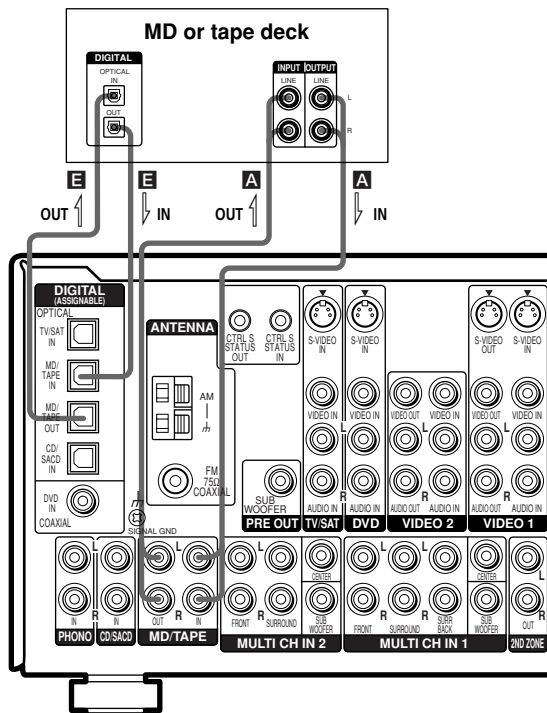 MD or tape deck
DIGITAL
OPTICAL
IN
OUT
INPUT OUTPUT
LINE LINE
L
R
E E A A
OUT IN OUT IN
DIGITAL
(ASSIGNABLE)
OPTICAL
TV/SAT
IN
MD/
TAPE
IN
MD/
TAPE
OUT
CD/
SACD
IN
DVD
IN
COAXIAL
ANTENNA
AM
FM
75Ω
COAXIAL
SIGNAL GND
CTRL S
STATUS
OUT
CTRL S
STATUS
IN
SUB
WOOFER
PRE OUT
S-VIDEO
IN
VIDEO IN
L
R
AUDIO IN
TV/SAT
S-VIDEO
IN
VIDEO IN
AUDIO IN
DVD
VIDEO OUT VIDEO IN
L
R
AUDIO OUT AUDIO IN
VIDEO 2
S-VIDEO
OUT
S-VIDEO
IN
VIDEO OUT VIDEO IN
L
R
AUDIO OUT AUDIO IN
VIDEO 1
L
R
IN
PHONO
IN
CD/SACD
L
R
OUT IN
MD/TAPE
L
R
FRONT SURROUND
CENTER
SUB
WOOFER
MULTI CH IN 2
L
R
FRONT SURROUND
SURR
BACK
CENTER
SUB
WOOFER
MULTI CH IN 1
L
R
OUT
2ND ZONE